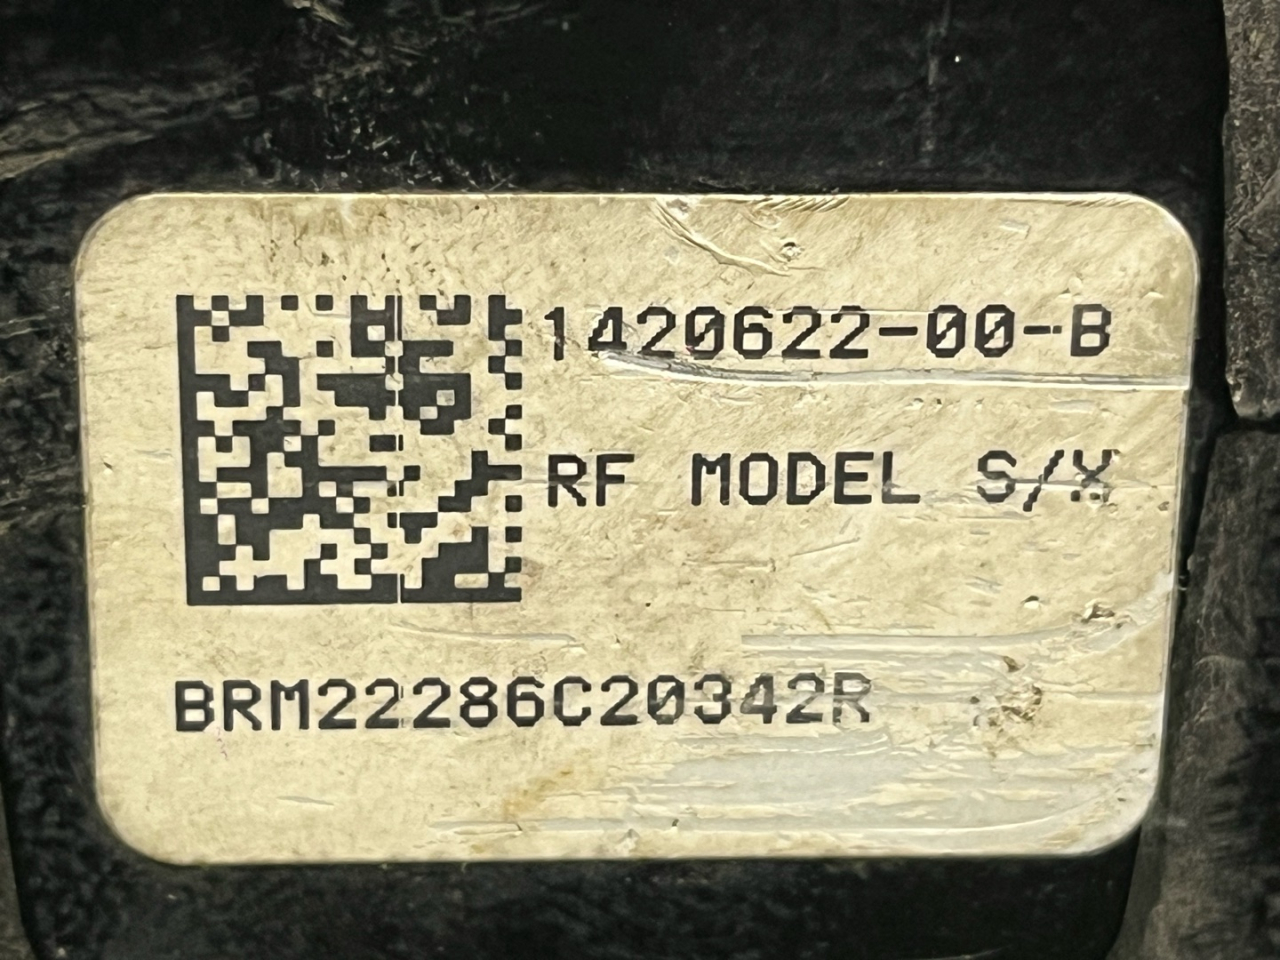 1420622-00-B
RF MODEL S/X
BRM22286C20342R